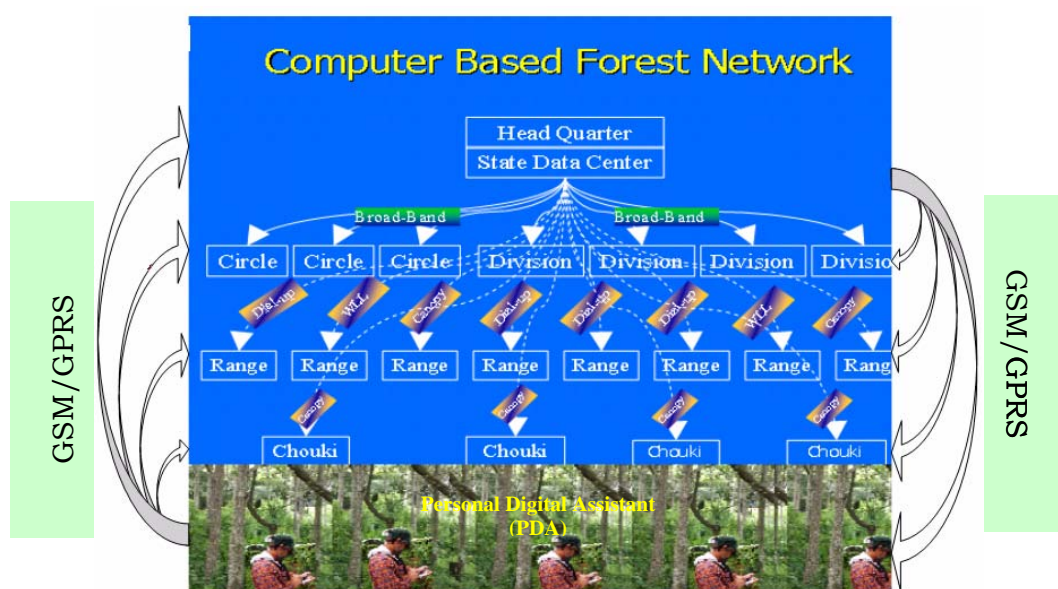 Computer Based Forest Network
Head Quarter
State Data Center
Broad-Band
Broad-Band
Circle
Circle
Circle
Division
Division
Division
Divisio
Dial-up
WLL
Canopy
Dial-up
Dial-up
Dial-up
WLL
Canopy
Range
Range
Range
Range
Range
Range
Range
Rang
Canopy
Canopy
Canopy
Canopy
Chouki
Chouki
Chouki
Chouki
Personal Digital Assistant
(PDA)
GSM/GPRS
GSM/GPRS